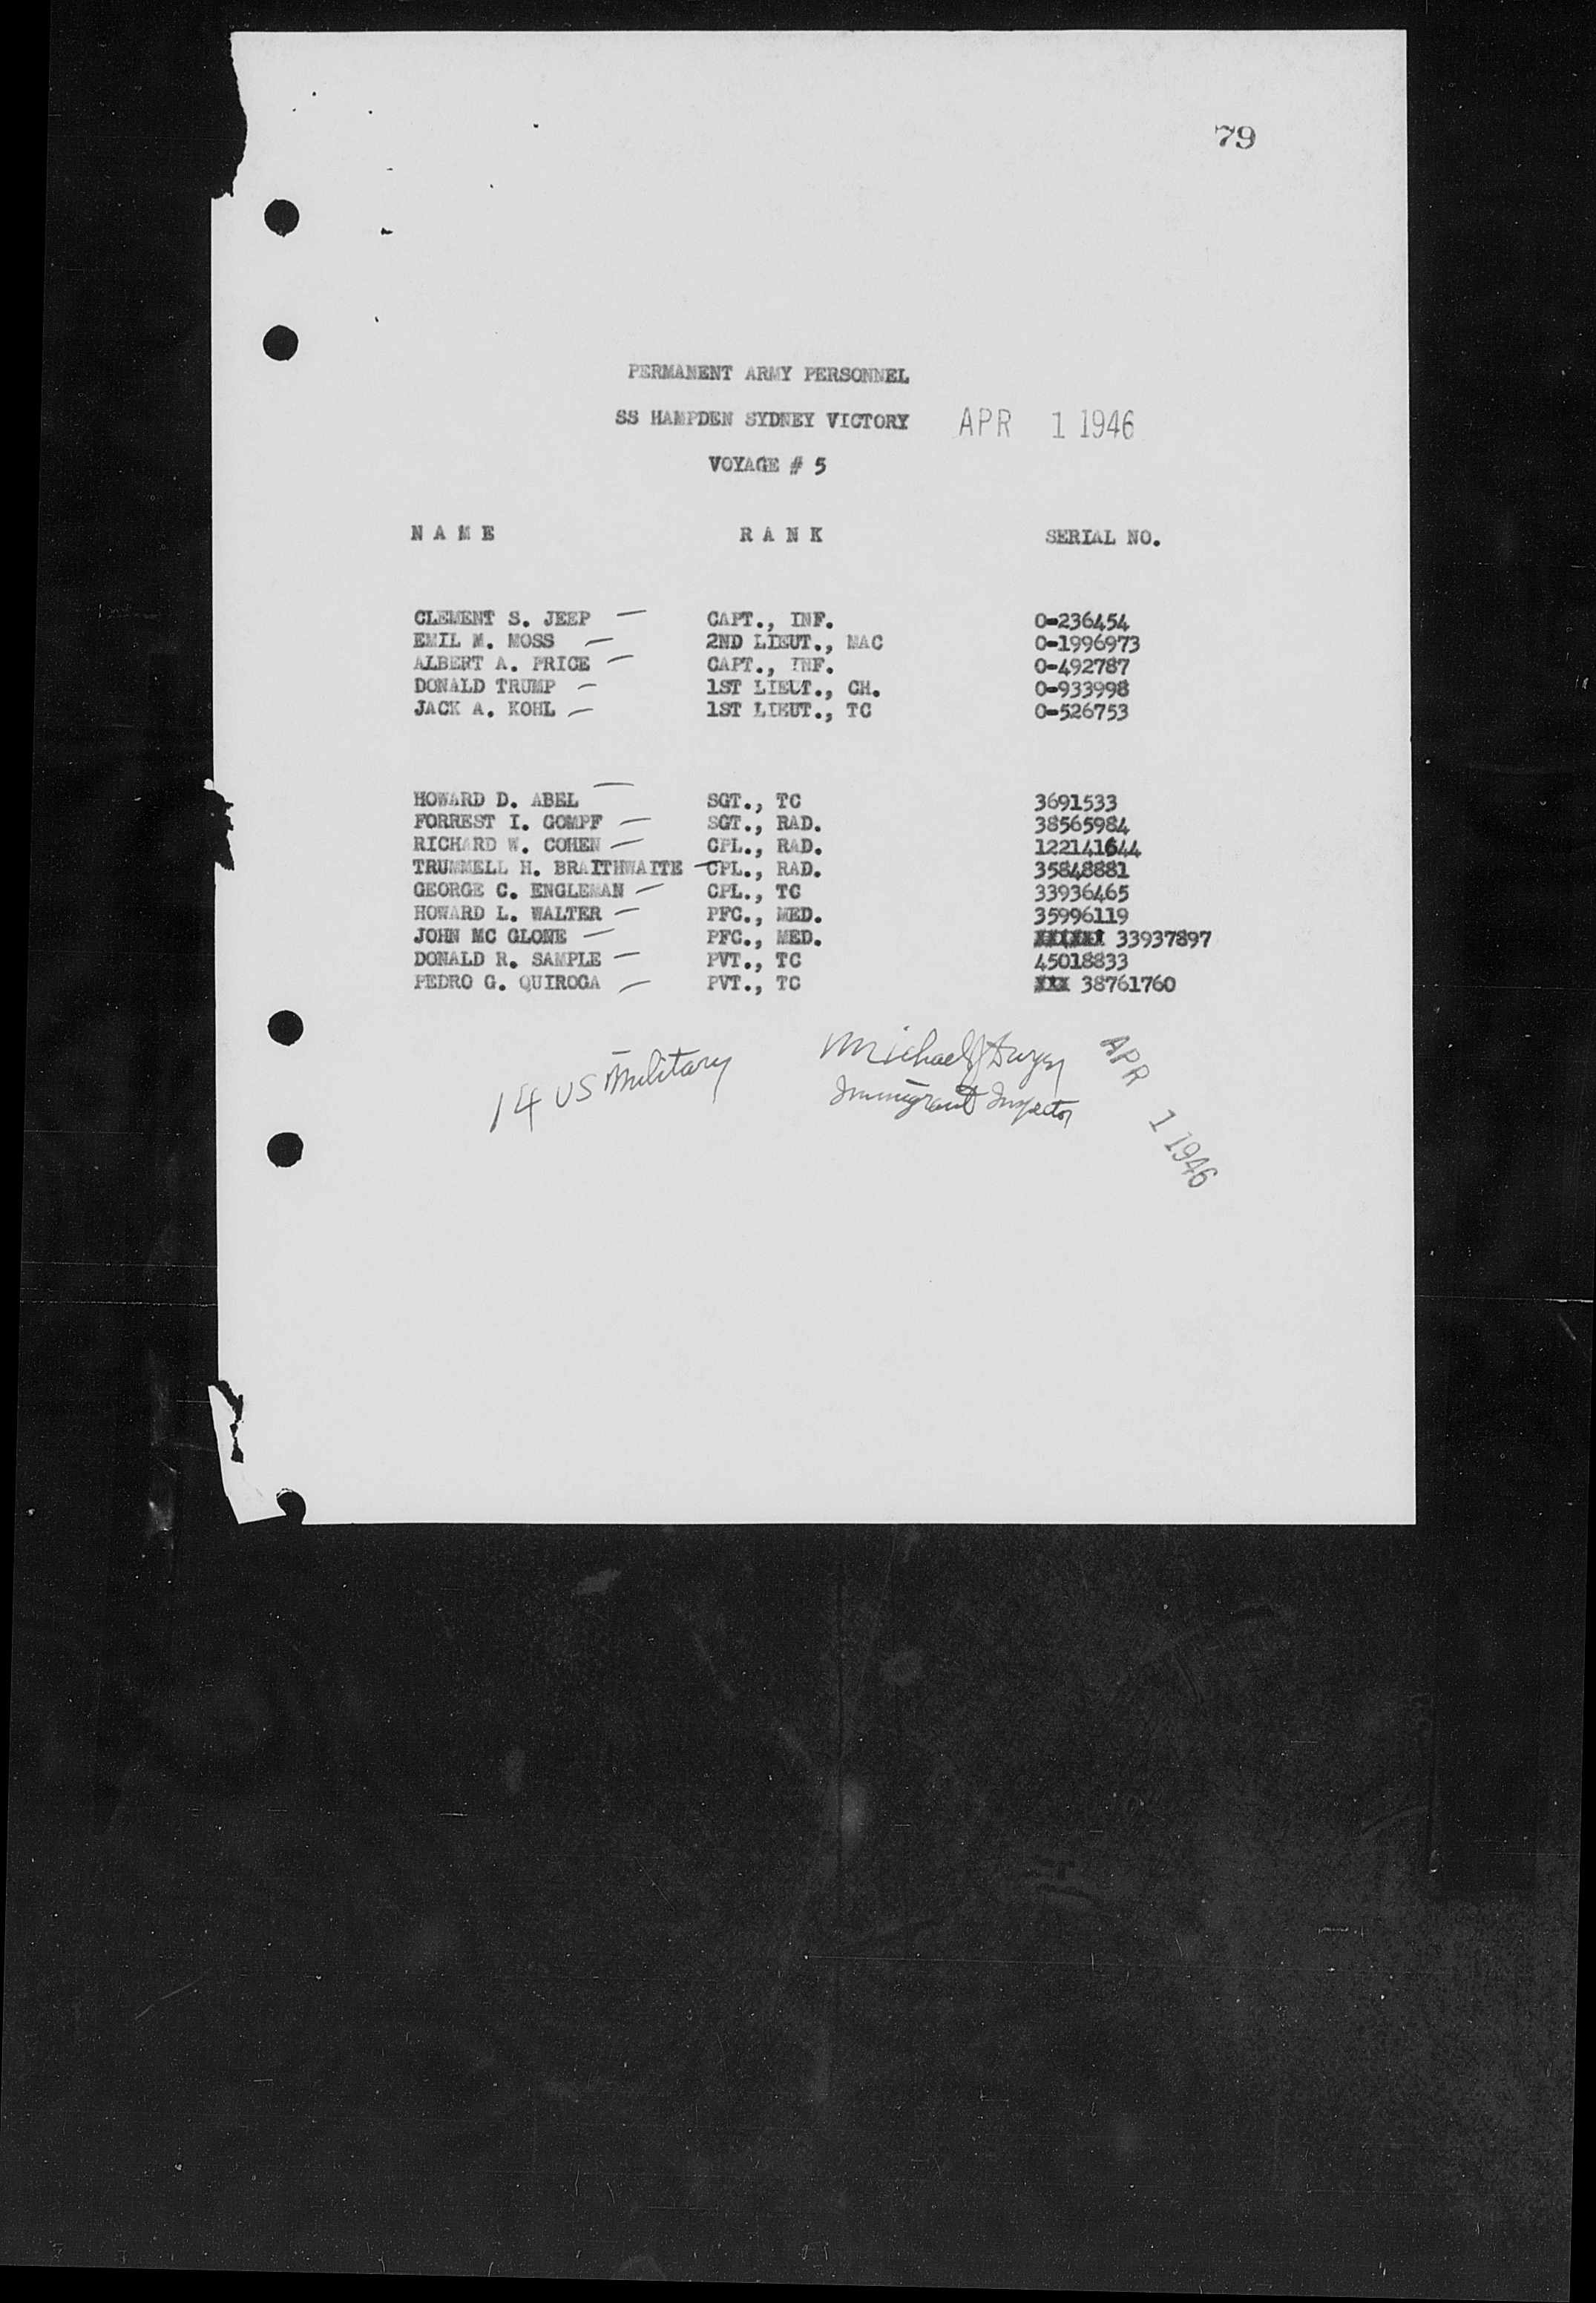 79
PERMANENT ARMY PERSONNEL
SS HAMPDEN SYDNEY VICTORY APR 1 1946
VOYAGE # 5
NAME RANK SERIAL NO.
CLEMENT S. JEEP — CAPT., INF. 0-236454
EMIL M. MOSS — 2ND LIEUT., MAC 0-1996973
ALBERT A. PRICE — CAPT., INF. 0-492787
DONALD TRUMP — 1ST LIEUT., CH. 0-933998
JACK A. KOHL — 1ST LIEUT., TC 0-526753
HOWARD D. ABEL — SGT., TC 3691533
FORREST I. GOMPF — SGT., RAD. 38565984
RICHARD W. COHEN — CPL., RAD. 122141644
TRUMMELL H. BRAITHWAITE — CPL., RAD. 35848881
GEORGE C. ENGLEMAN — CPL., TC 33936465
HOWARD L. WALTER — PFC., MED. 35996119
JOHN MC GLONE — PFC., MED. 33937897
DONALD R. SAMPLE — PVT., TC 45018833
PEDRO G. QUIROGA — PVT., TC XXX 38761760
14 US Military
Michael J
Immigrant Inspector
APR 1 1946